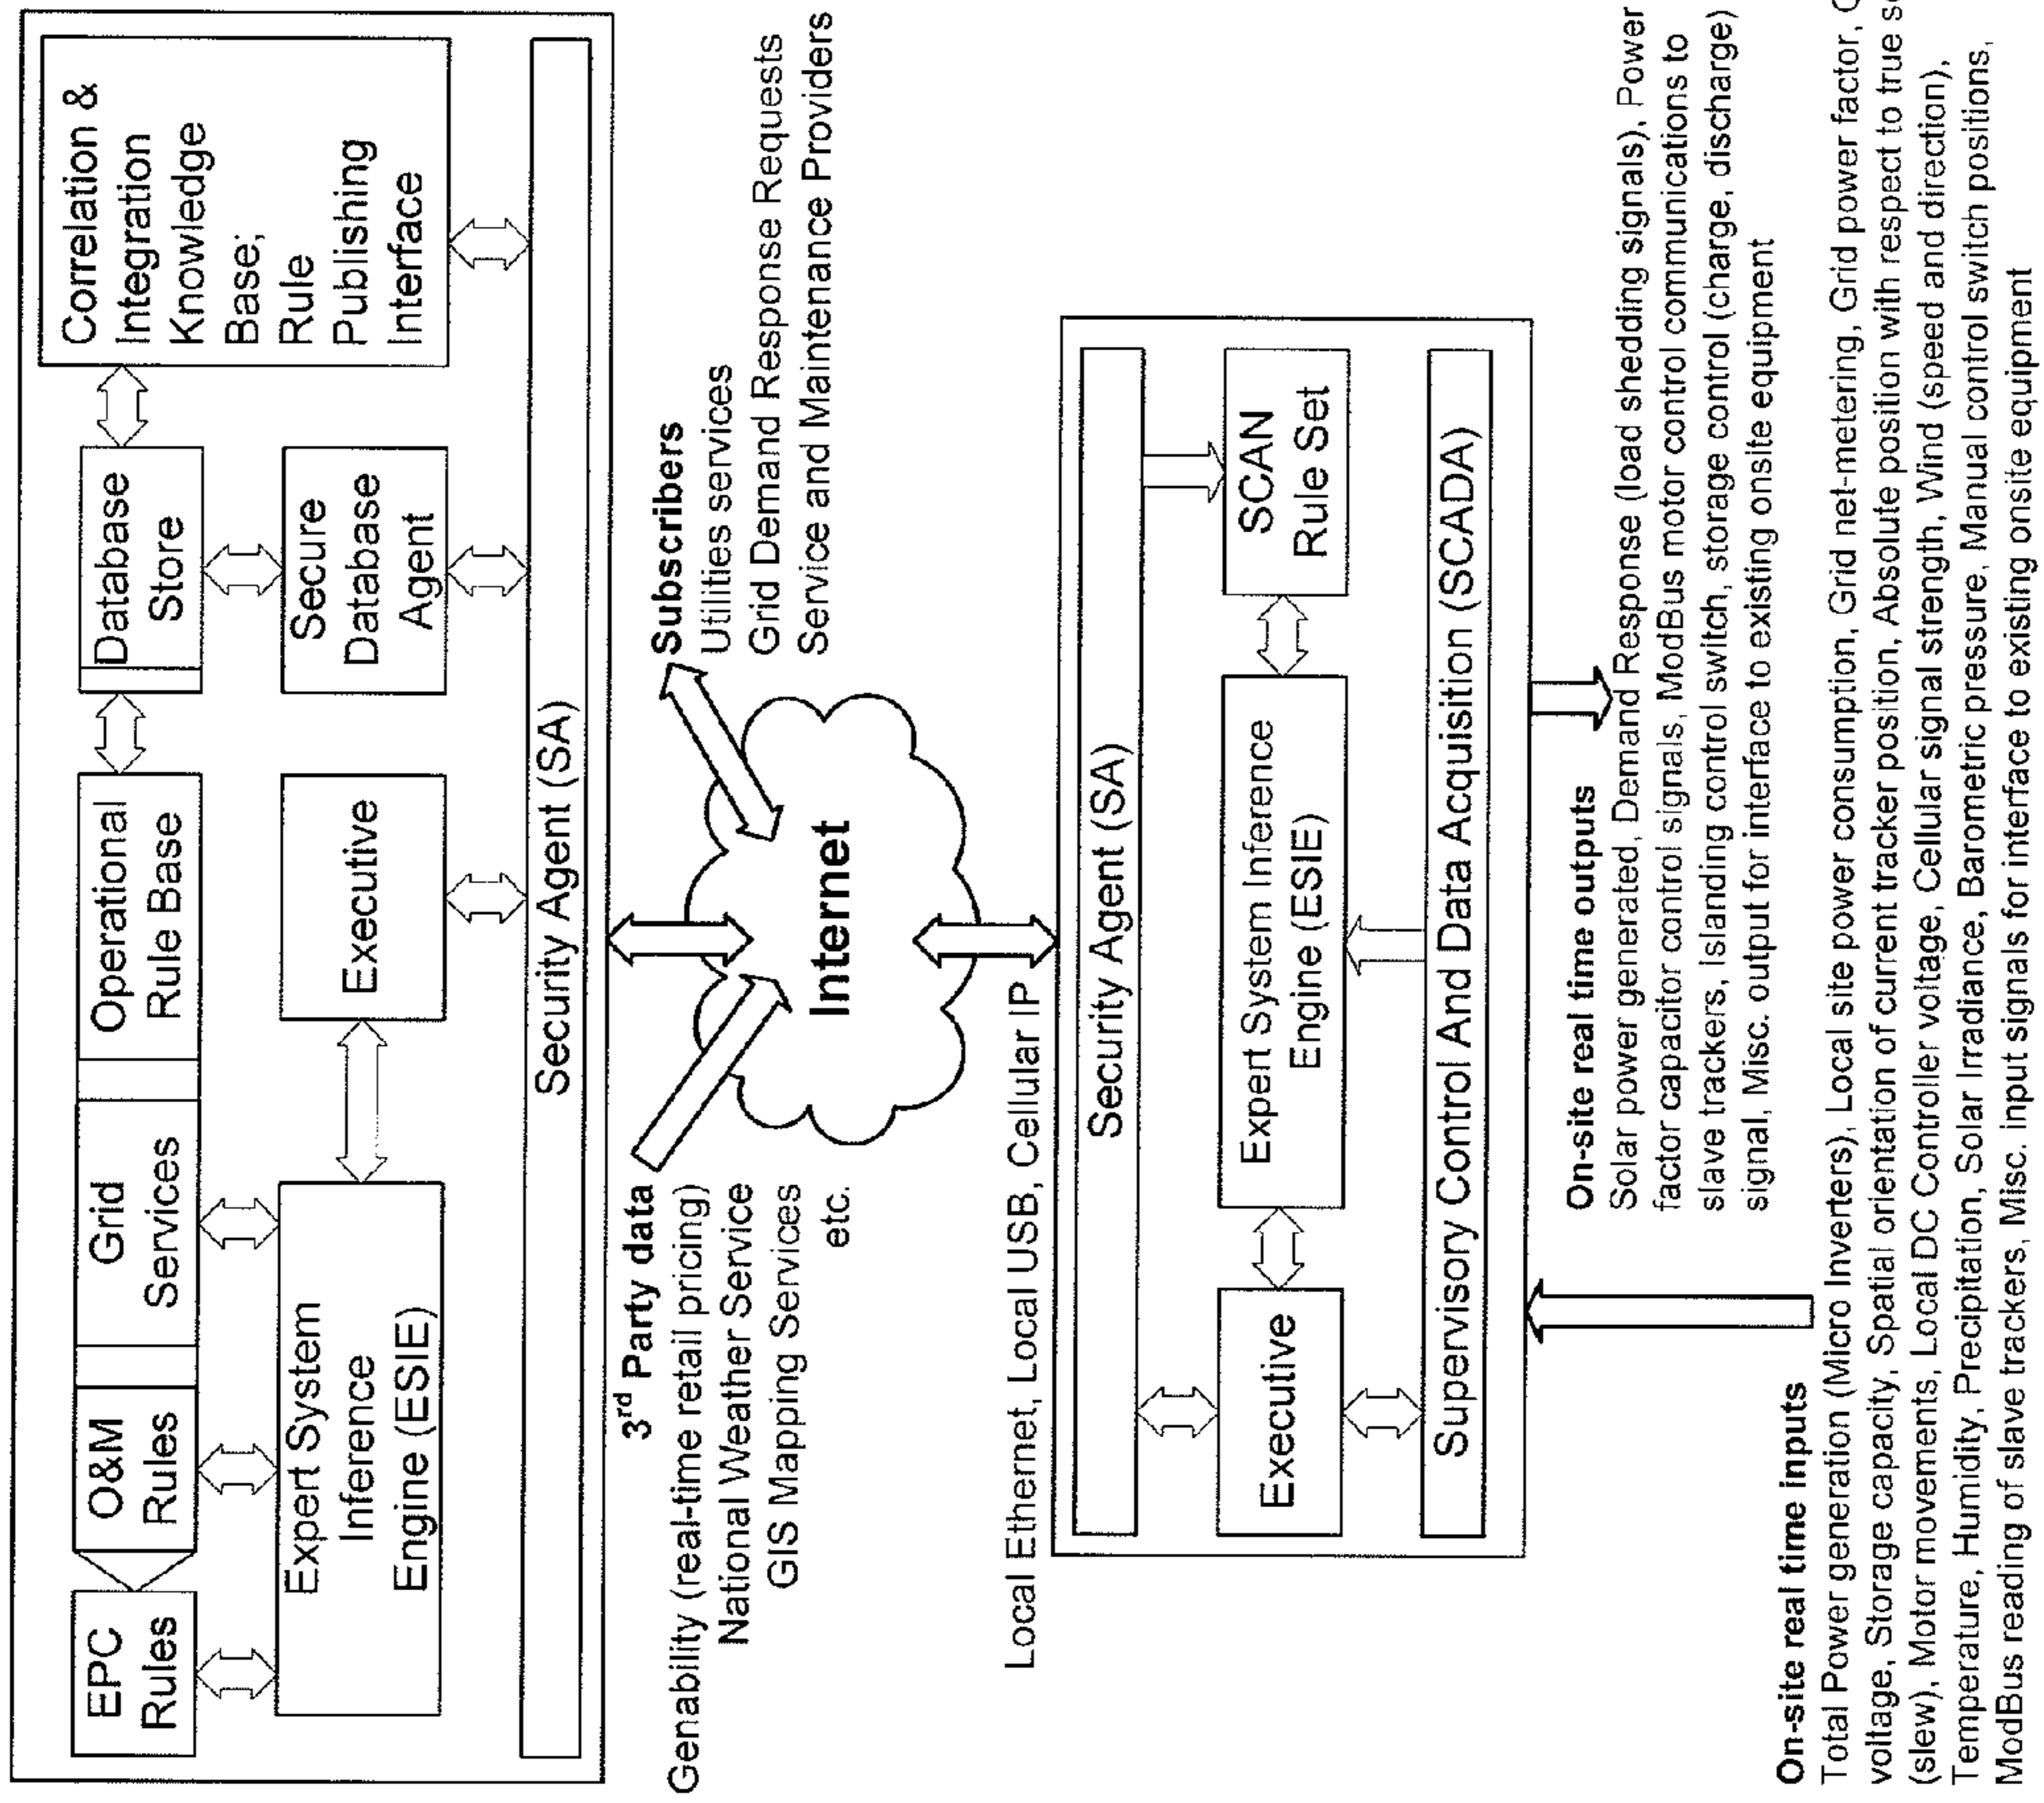 EPC
Rules
O&M
Rules
Grid
Services
Operational
Rule Base
Database
Store
Correlation &
Integration
Knowledge
Base;
Rule
Publishing
Interface
Expert System
Inference
Engine (ESIE)
Executive
Secure
Database
Agent
Security Agent (SA)
3rd Party data
Genability (real-time retail pricing)
National Weather Service
GIS Mapping Services
etc.
Internet
Subscribers
Utilities services
Grid Demand Response Requests
Service and Maintenance Providers
Local Ethernet, Local USB, Cellular IP
Security Agent (SA)
Executive
Expert System Inference
Engine (ESIE)
SCAN
Rule Set
Supervisory Control And Data Acquisition (SCADA)
On-site real time outputs
Solar power generated, Demand Response (load shedding signals), Power
factor capacitor control signals, ModBus motor control communications to
slave trackers, Islanding control switch, storage control (charge, discharge)
signal, Misc. output for interface to existing onsite equipment
On-site real time inputs
Total Power generation (Micro Inverters), Local site power consumption, Grid net-metering, Grid power factor,
voltage, Storage capacity, Spatial orientation of current tracker position, Absolute position with respect to true
(slew), Motor movements, Local DC Controller voltage, Cellular signal strength, Wind (speed and direction),
Temperature, Humidity, Precipitation, Solar Irradiance, Barometric pressure, Manual control switch positions,
ModBus reading of slave trackers, Misc. input signals for interface to existing onsite equipment